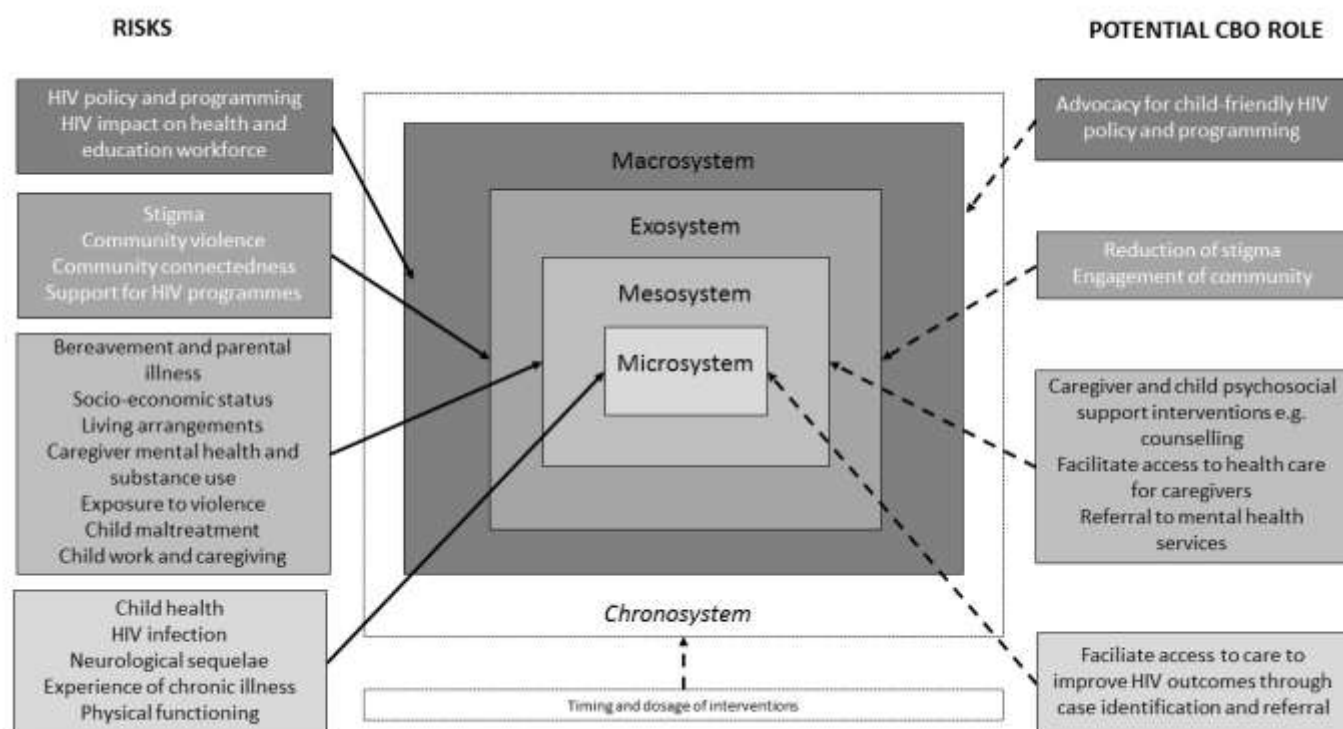 RISKS
HIV policy and programming
HIV impact on health and
education workforce
Stigma
Community violence
Community connectedness
Support for HIV programmes
Bereavement and parental
illness
Socio-economic status
Living arrangements
Caregiver mental health and
substance use
Exposure to violence
Child maltreatment
Child work and caregiving
Child health
HIV infection
Neurological sequelae
Experience of chronic illness
Physical functioning
Macrosystem
Exosystem
Mesosystem
Microsystem
Chronosystem
Timing and dosage of interventions
POTENTIAL CBO ROLE
Advocacy for child-friendly HIV
policy and programming
Reduction of stigma
Engagement of community
Caregiver and child psychosocial
support interventions e.g.
counselling
Facilitate access to health care
for caregivers
Referral to mental health
services
Faciliate access to care to
improve HIV outcomes through
case identification and referral